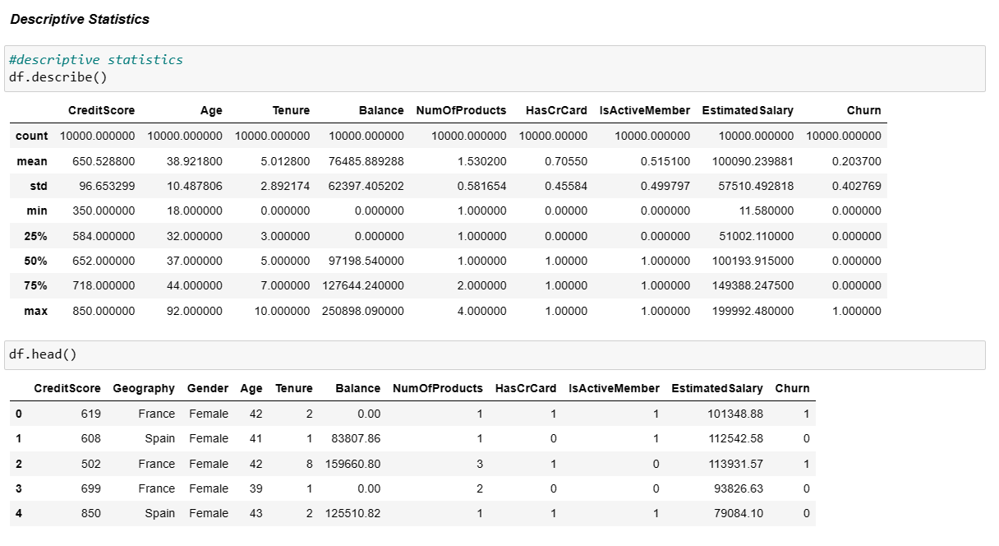 Descriptive Statistics
#descriptive statistics
df.describe()
CreditScore Age Tenure Balance NumOfProducts HasCrCard IsActiveMember EstimatedSalary Churn
count 10000.000000 10000.000000 10000.000000 10000.000000 10000.000000 10000.00000 10000.000000 10000.000000 10000.000000
mean 650.528800 38.921800 5.012800 76485.889288 1.530200 0.70550 0.515100 100090.239881 0.203700
std 96.653299 10.487806 2.892174 62397.405202 0.581654 0.45584 0.499797 57510.492818 0.402769
min 350.000000 18.000000 0.000000 0.000000 1.000000 0.00000 0.000000 11.580000 0.000000
25% 584.000000 32.000000 3.000000 0.000000 1.000000 0.00000 0.000000 51002.110000 0.000000
50% 652.000000 37.000000 5.000000 97198.540000 1.000000 1.00000 1.000000 100193.915000 0.000000
75% 718.000000 44.000000 7.000000 127644.240000 2.000000 1.00000 1.000000 149388.247500 0.000000
max 850.000000 92.000000 10.000000 250898.090000 4.000000 1.00000 1.000000 199992.480000 1.000000
df.head()
CreditScore Geography Gender Age Tenure Balance NumOfProducts HasCrCard IsActiveMember EstimatedSalary Churn
0 619 France Female 42 2 0.00 1 1 1 101348.88 1
1 608 Spain Female 41 1 83807.86 1 0 1 112542.58 0
2 502 France Female 42 8 159660.80 3 1 0 113931.57 1
3 699 France Female 39 1 0.00 2 0 0 93826.63 0
4 850 Spain Female 43 2 125510.82 1 1 1 79084.10 0